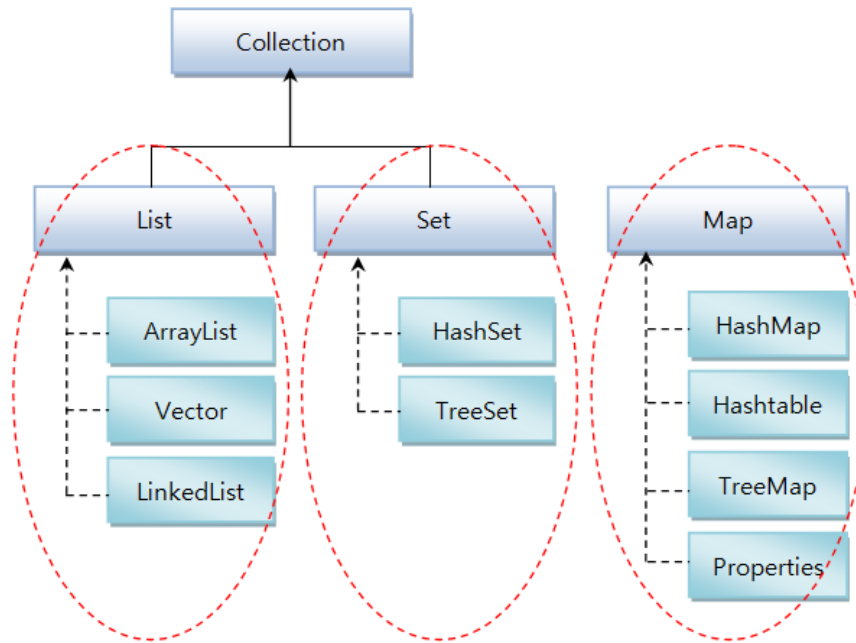 Collection
List
Set
Map
ArrayList
Vector
LinkedList
HashSet
TreeSet
HashMap
Hashtable
TreeMap
Properties